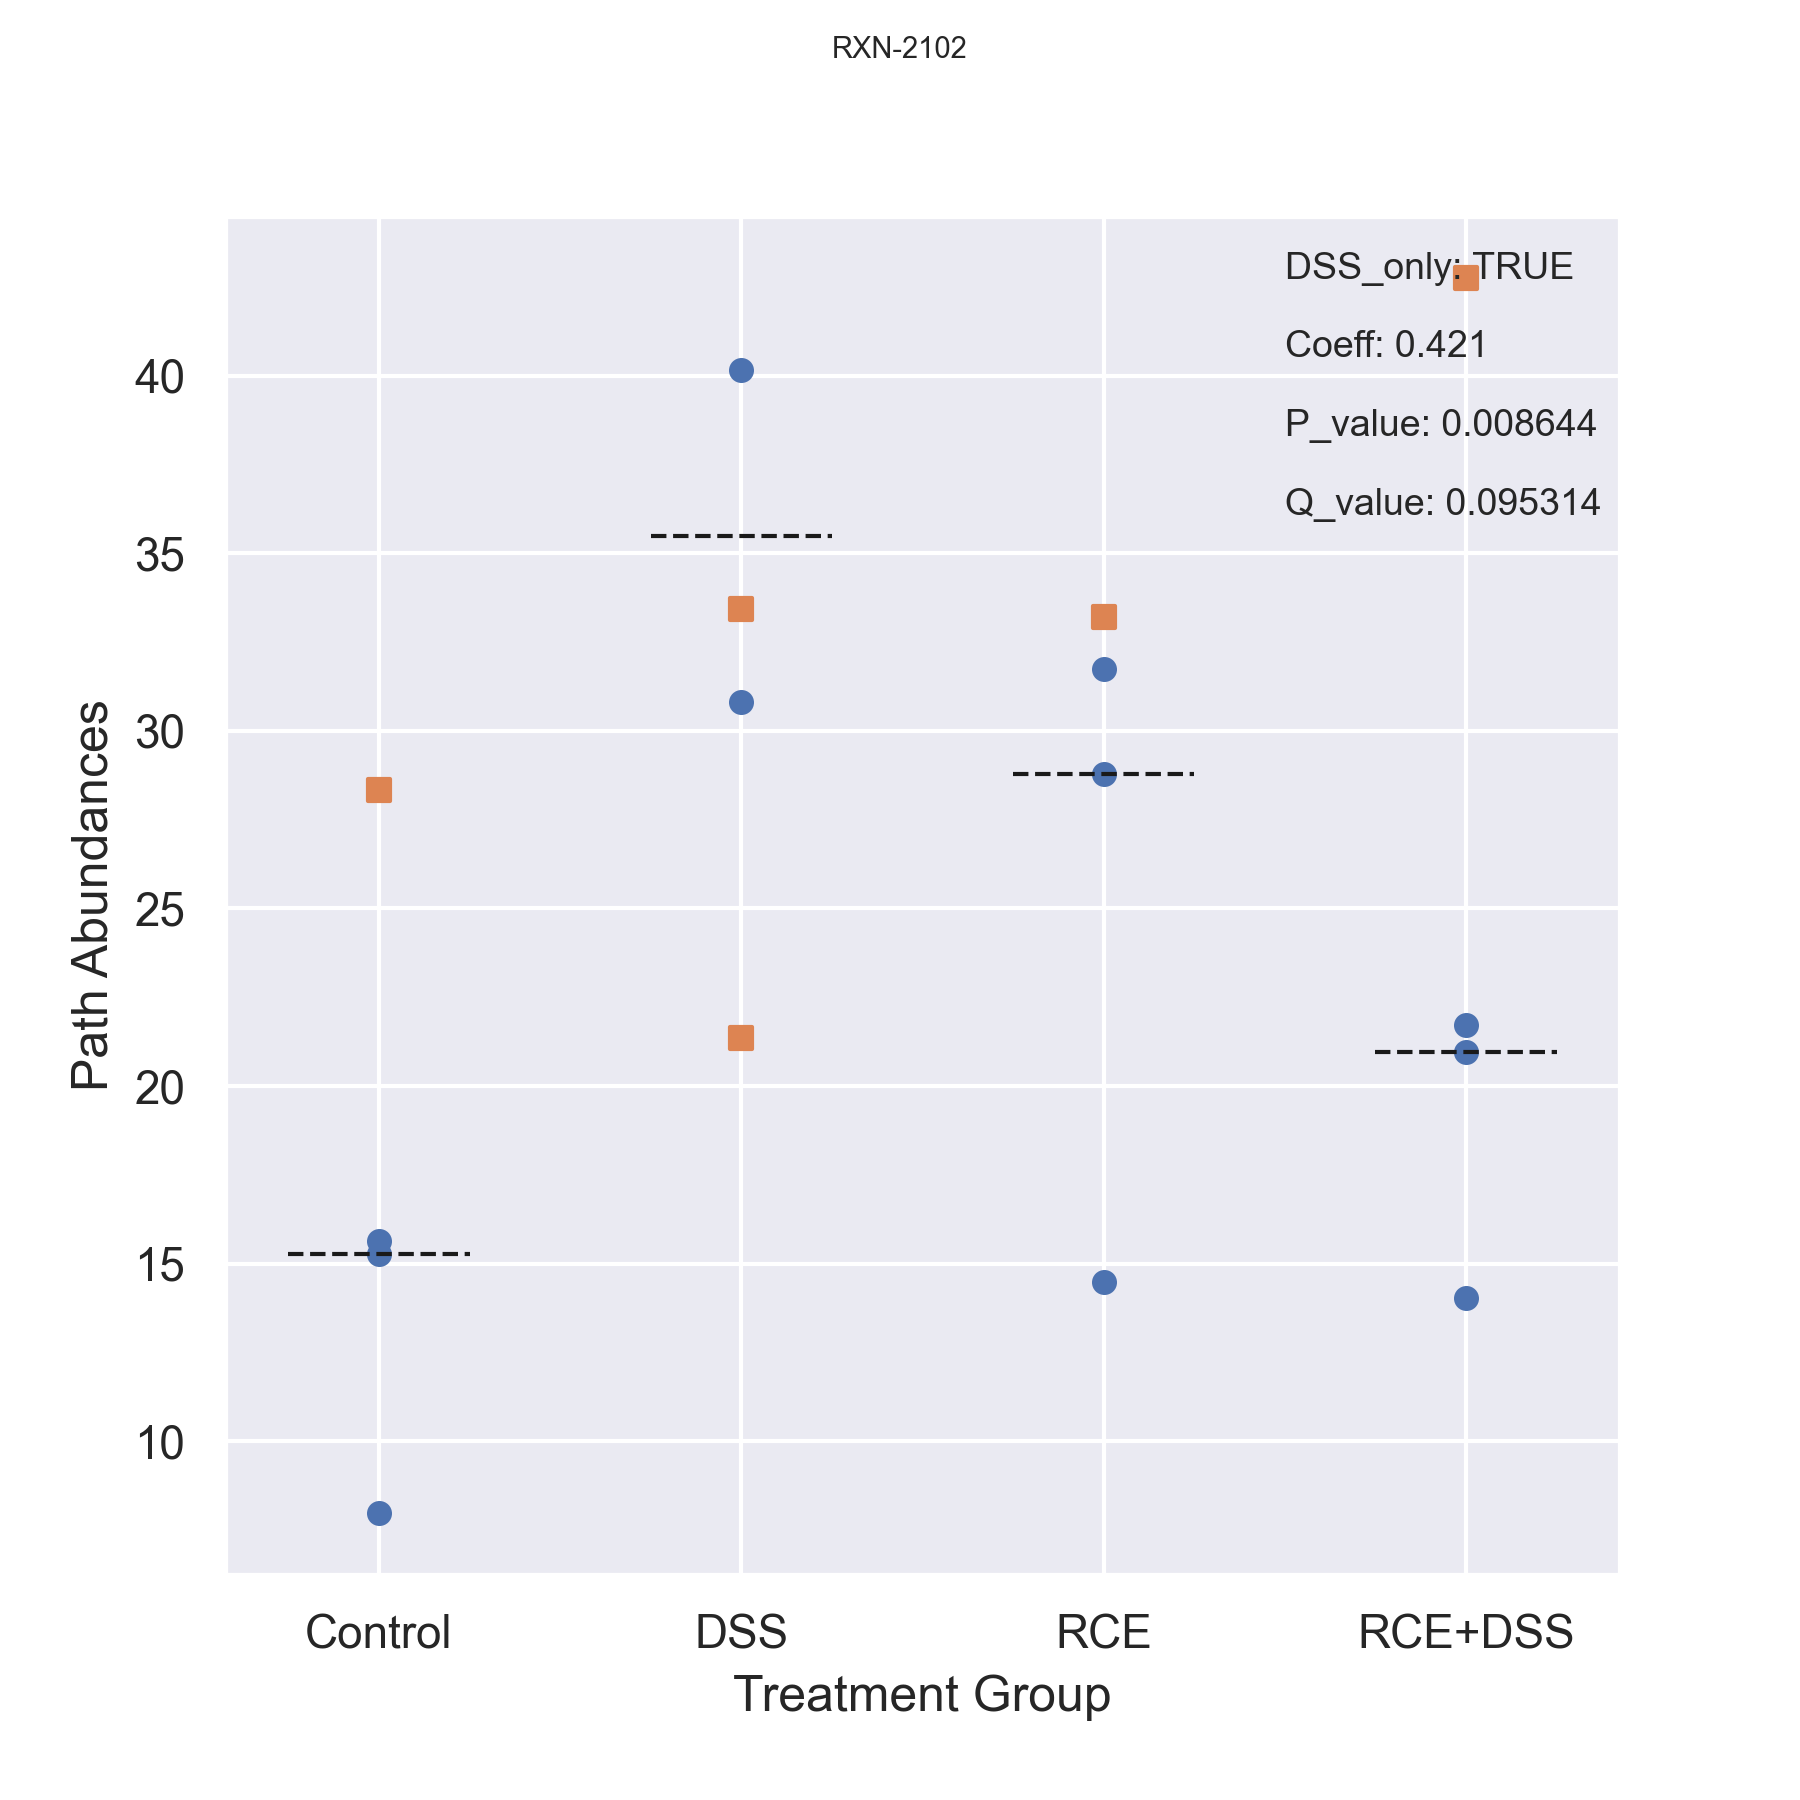 RXN-2102
DSS_only: TRUE
Coeff: 0.421
P_value: 0.008644
Q_value: 0.095314
40
35
30
25
20
15
10
Path Abundances
Control
DSS
RCE
RCE+DSS
Treatment Group